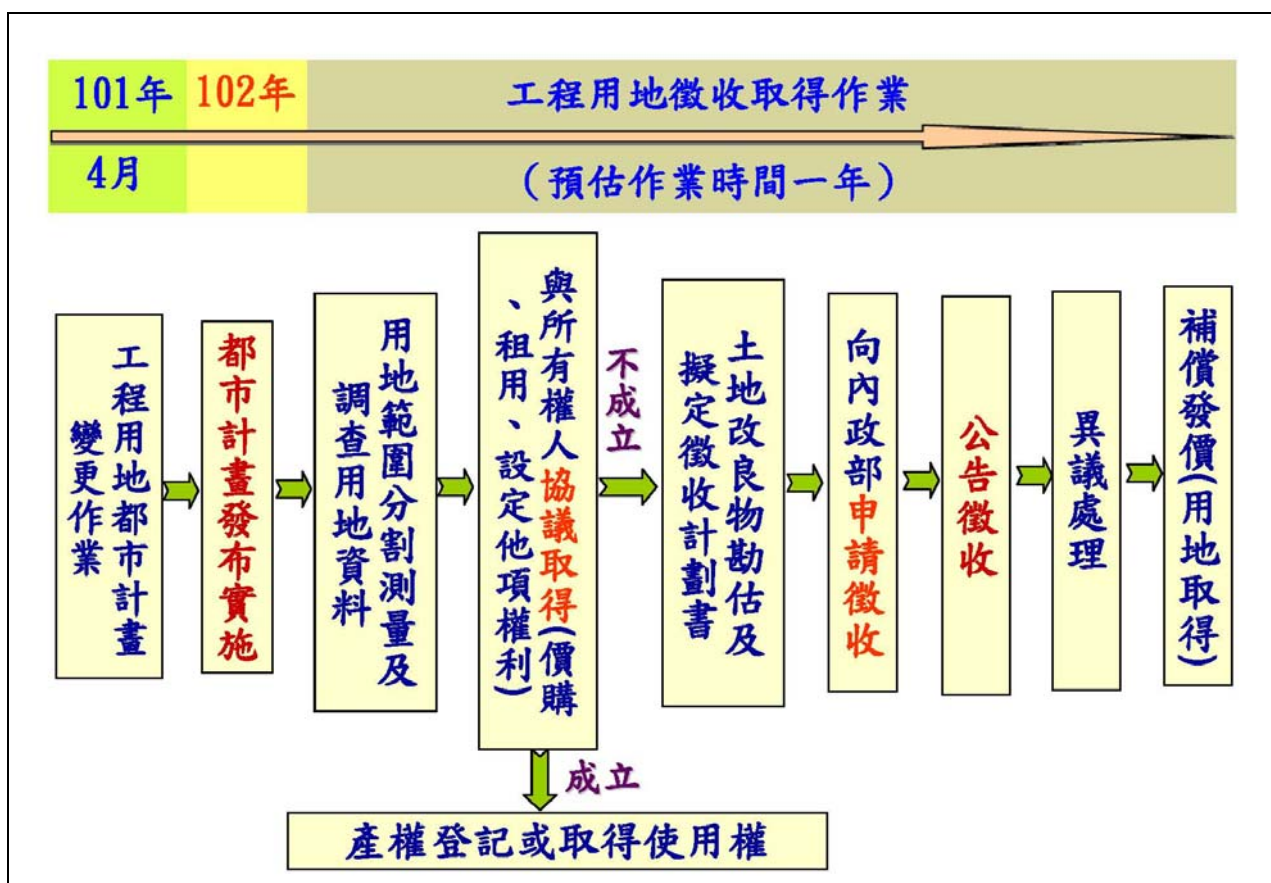 101年
102年
工程用地徵收取得作業
4月
（預估作業時間一年）
工程用地都市計畫
變更作業
都市計畫發布實施
用地範圍分割測量及
調查用地資料
與所有權人協議取得(價購
、租用、設定他項權利)
不成立
土地改良物勘估及
擬定徵收計劃書
向內政部申請徵收
公告徵收
異議處理
補償發價(用地取得)
成立
產權登記或取得使用權